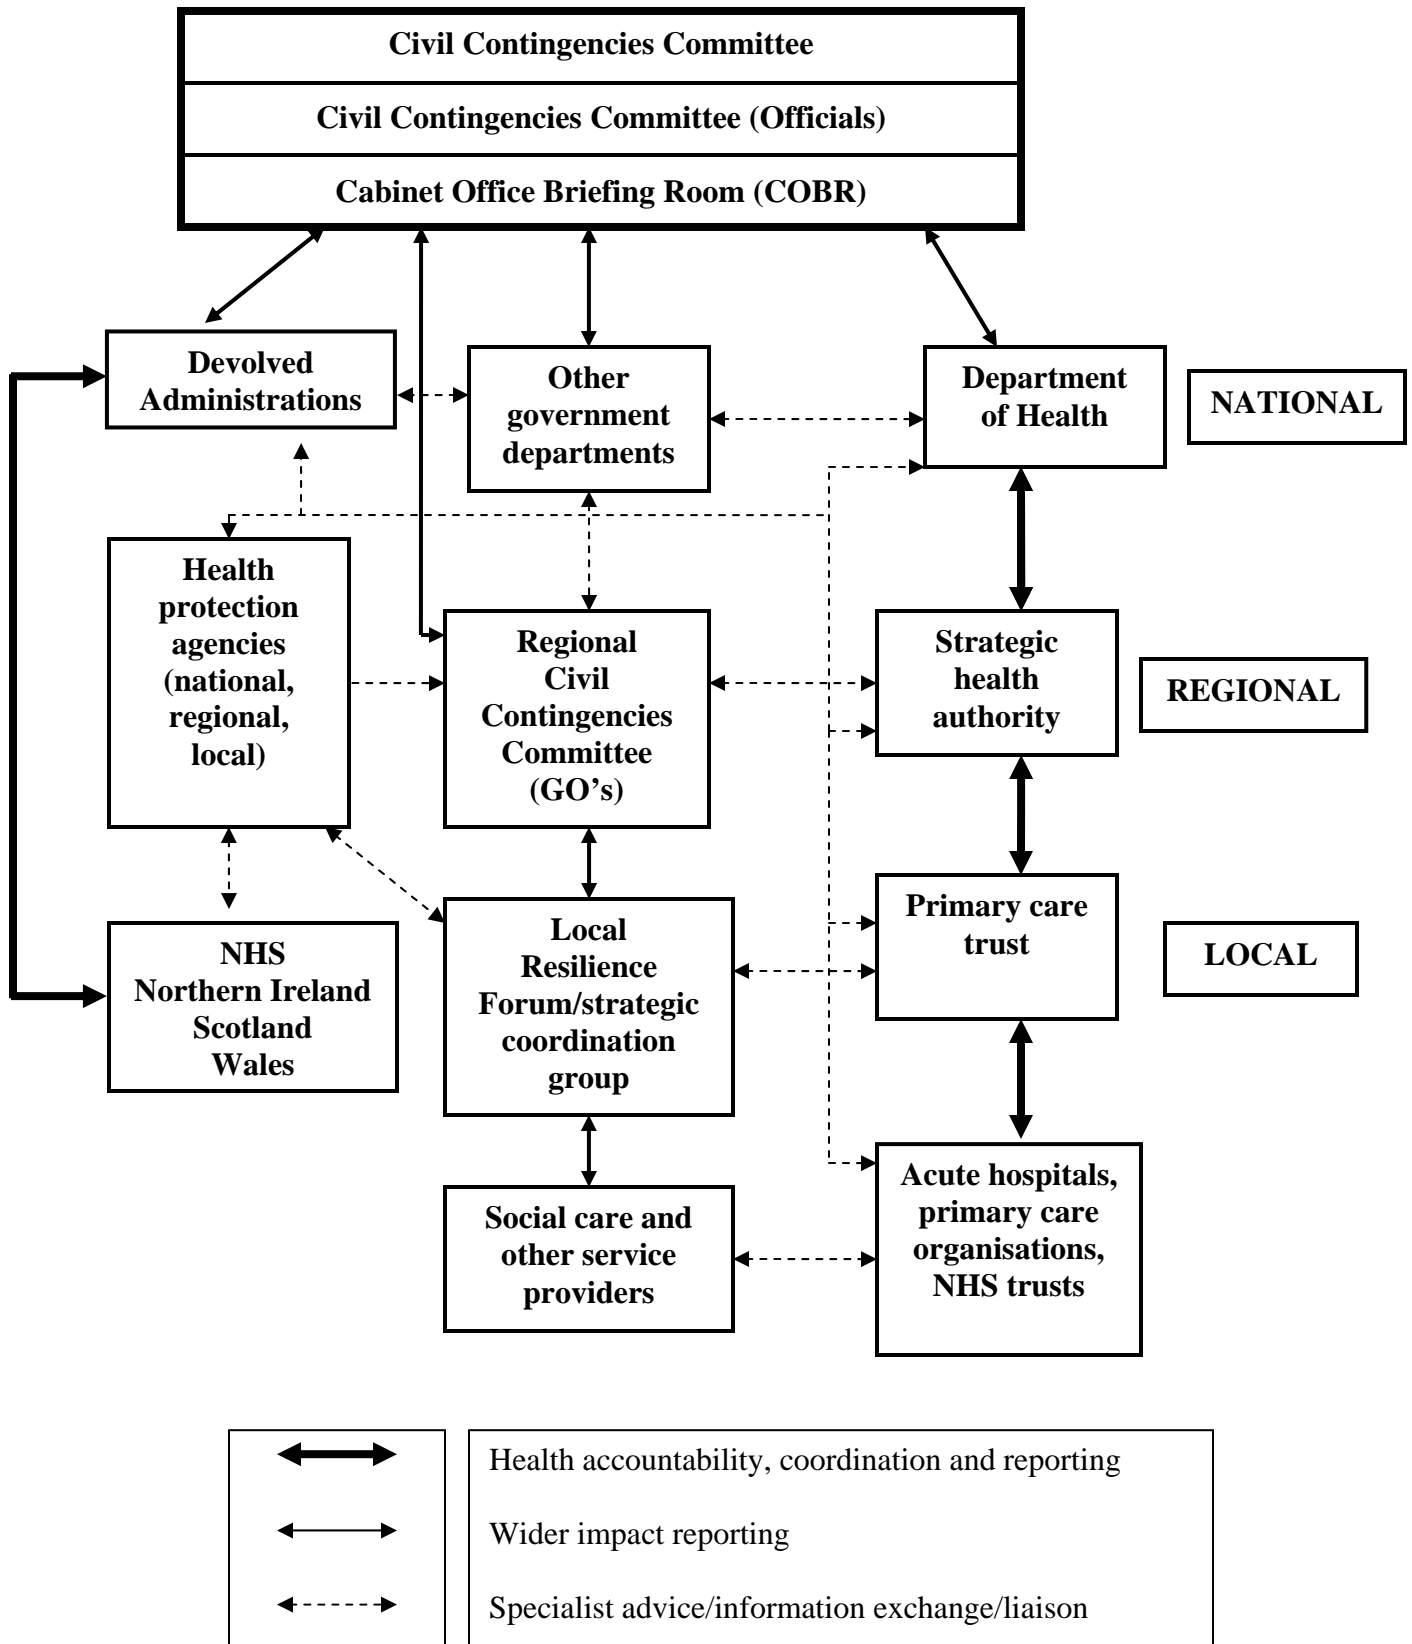 Civil Contingencies Committee
Civil Contingencies Committee (Officials)
Cabinet Office Briefing Room (COBR)
Devolved
Administrations
Other
government
departments
Department
of Health
NATIONAL
Health
protection
agencies
(national,
regional,
local)
Regional
Civil
Contingencies
Committee
(GO’s)
Strategic
health
authority
REGIONAL
NHS
Northern Ireland
Scotland
Wales
Local
Resilience
Forum/strategic
coordination
group
Primary care
trust
LOCAL
Social care and
other service
providers
Acute hospitals,
primary care
organisations,
NHS trusts
Health accountability, coordination and reporting
Wider impact reporting
Specialist advice/information exchange/liaison